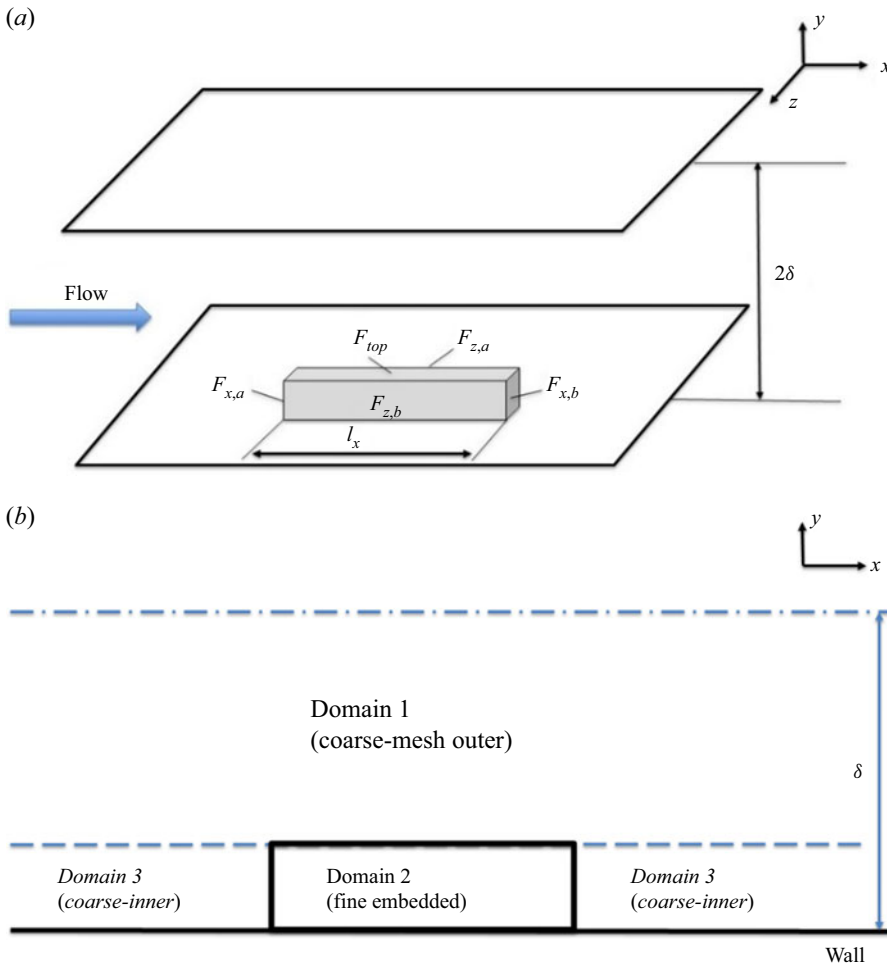 (a)
y
x
z
2δ
Flow
F_top
F_z,a
F_x,a
F_x,b
F_z,b
l_x
(b)
y
x
Domain 1
(coarse-mesh outer)
δ
Domain 3
(coarse-inner)
Domain 2
(fine embedded)
Domain 3
(coarse-inner)
Wall